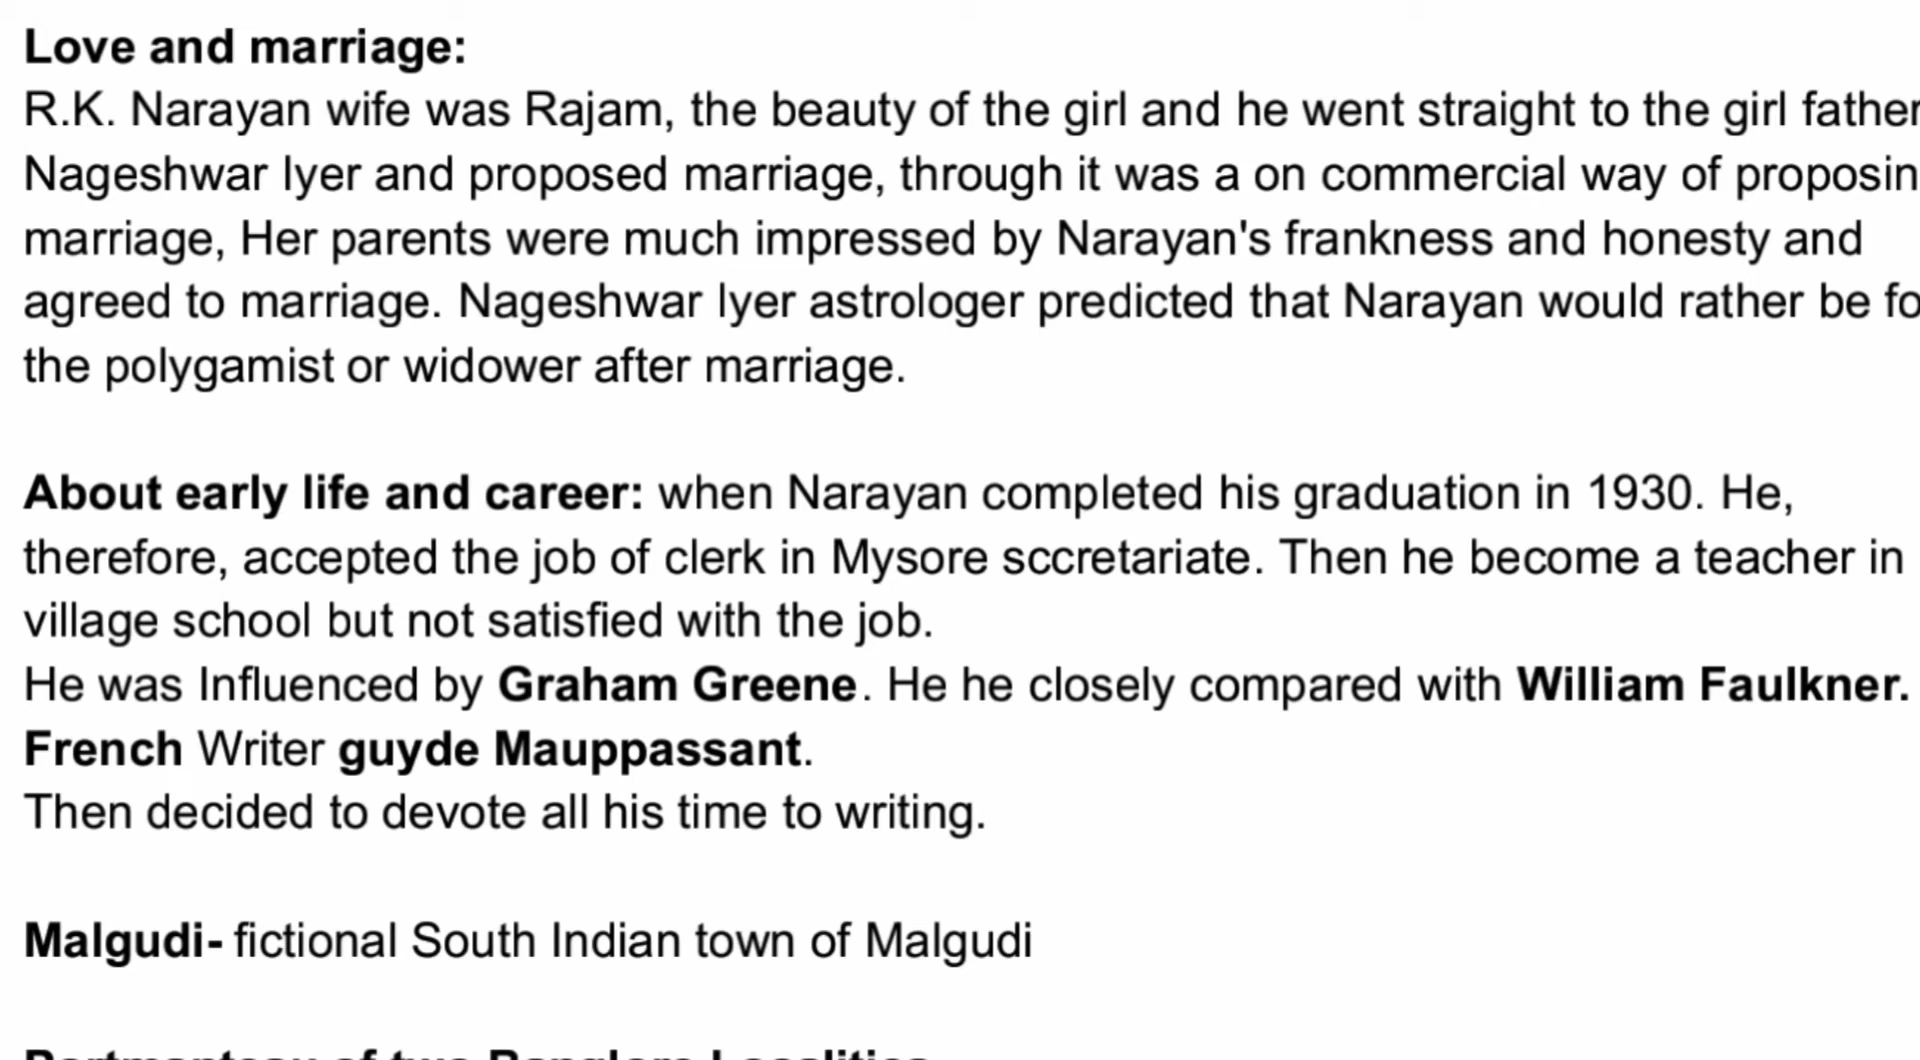 Love and marriage:
R.K. Narayan wife was Rajam, the beauty of the girl and he went straight to the girl father
Nageshwar Iyer and proposed marriage, through it was a on commercial way of proposin
marriage, Her parents were much impressed by Narayan's frankness and honesty and
agreed to marriage. Nageshwar Iyer astrologer predicted that Narayan would rather be fo
the polygamist or widower after marriage.
About early life and career: when Narayan completed his graduation in 1930. He,
therefore, accepted the job of clerk in Mysore sccretariate. Then he become a teacher in
village school but not satisfied with the job.
He was Influenced by Graham Greene. He he closely compared with William Faulkner.
French Writer guyde Mauppassant.
Then decided to devote all his time to writing.
Malgudi- fictional South Indian town of Malgudi
Portmanteau of two Banglore Localities